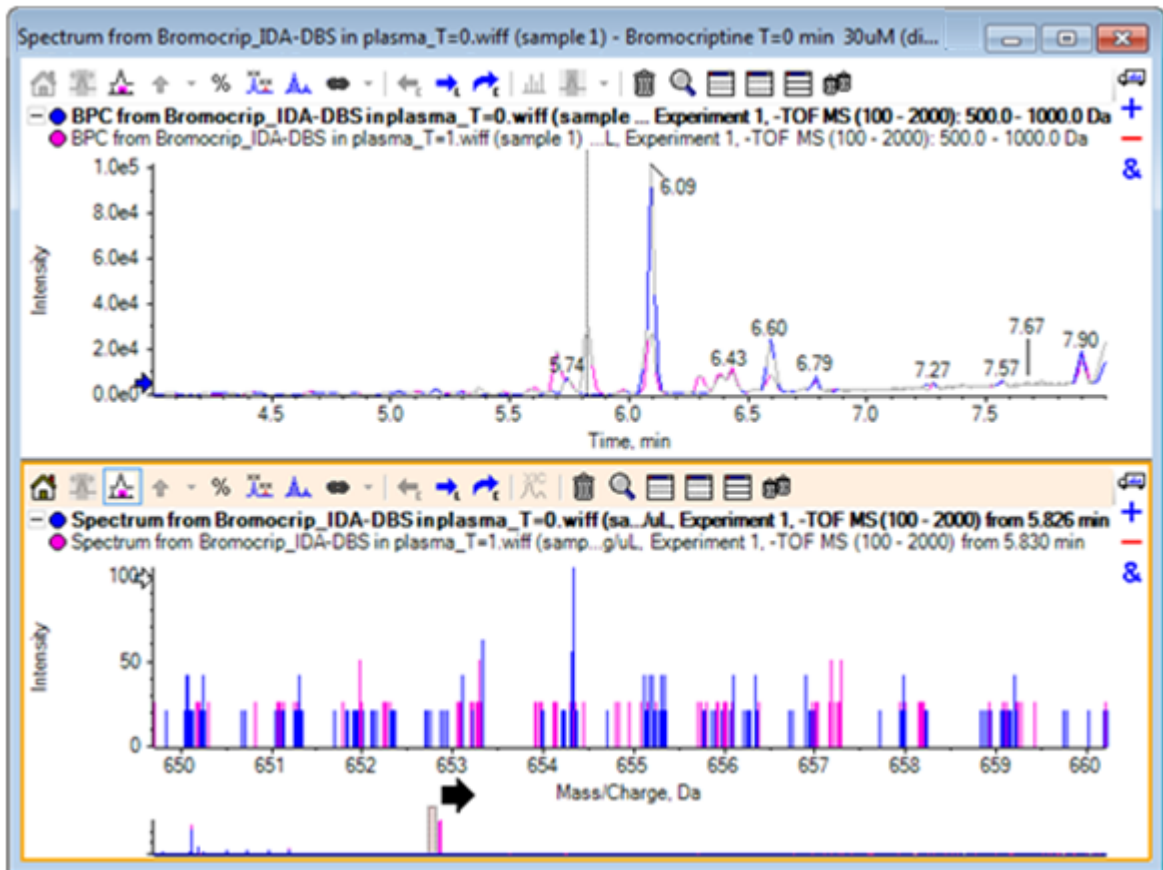 Spectrum from Bromocrip_IDA-DBS in plasma_T=0.wiff (sample 1) - Bromocriptine T=0 min 30uM (di...
%
BPC from Bromocrip_IDA-DBS in plasma_T=0.wiff (sample ... Experiment 1, -TOF MS (100 - 2000): 500.0 - 1000.0 Da
BPC from Bromocrip_IDA-DBS in plasma_T=1.wiff (sample 1) ...L, Experiment 1, -TOF MS (100 - 2000): 500.0 - 1000.0 Da
&
Intensity
1.0e5
8.0e4
6.0e4
4.0e4
2.0e4
0.0e0
5.74
6.09
6.43
6.60
6.79
7.27
7.57
7.67
7.90
4.5 5.0 5.5 6.0 6.5 7.0 7.5
Time, min
%
Spectrum from Bromocrip_IDA-DBS in plasma_T=0.wiff (sa.../uL, Experiment 1, -TOF MS (100 - 2000) from 5.826 min
Spectrum from Bromocrip_IDA-DBS in plasma_T=1.wiff (samp...g/uL, Experiment 1, -TOF MS (100 - 2000) from 5.830 min
&
Intensity
100
50
0
650 651 652 653 654 655 656 657 658 659 660
Mass/Charge, Da